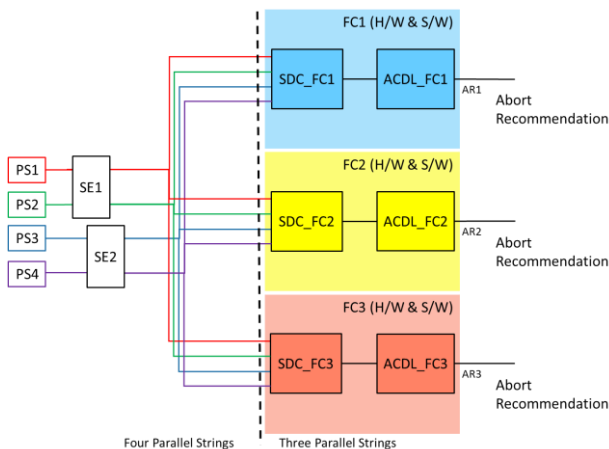 FC1 (H/W & S/W)
SDC_FC1
ACDL_FC1
AR1
Abort
Recommendation
FC2 (H/W & S/W)
PS1
SE1
PS2
SDC_FC2
ACDL_FC2
AR2
PS3
SE2
Abort
Recommendation
PS4
FC3 (H/W & S/W)
SDC_FC3
ACDL_FC3
AR3
Abort
Recommendation
Four Parallel Strings
Three Parallel Strings